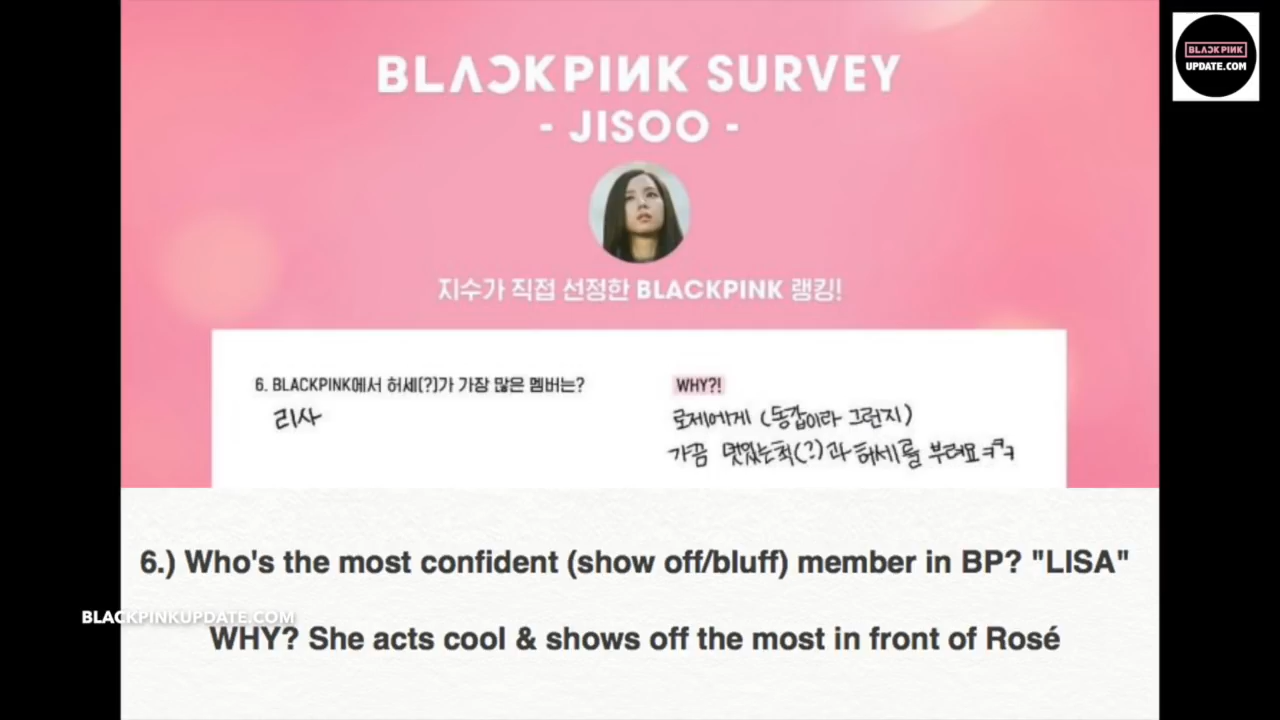 BLACKPINK
UPDATE.COM
BLACKPINK SURVEY
- JISOO -
지수가 직접 선정한 BLACKPINK 랭킹!
6. BLACKPINK에서 허세(?)가 가장 많은 멤버는?
리사
WHY?!
로제에게 (동갑이라 그런지)
가끔 멋있는척(?)과 허세를 부려요 ㅋㅋㅋ
6.) Who's the most confident (show off/bluff) member in BP? "LISA"
BLACKPINKUPDATE.COM
WHY? She acts cool & shows off the most in front of Rosé